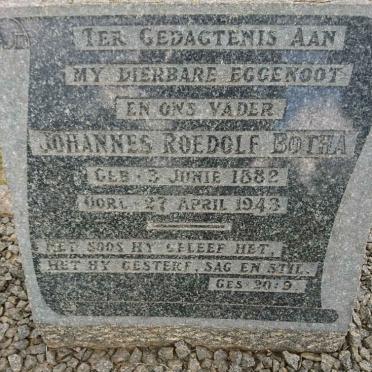 TER GEDAGTENIS AAN
MY DIERBARE EGGENOOT
EN ONS VADER
JOHANNES ROEDOLF BOTHA
GEB · 3 JUNIE 1882
OORL · 27 APRIL 1943
NET SOOS HY GELEEF HET,
HET HY GESTERF, SAG EN STIL.
GES · 20 : 9